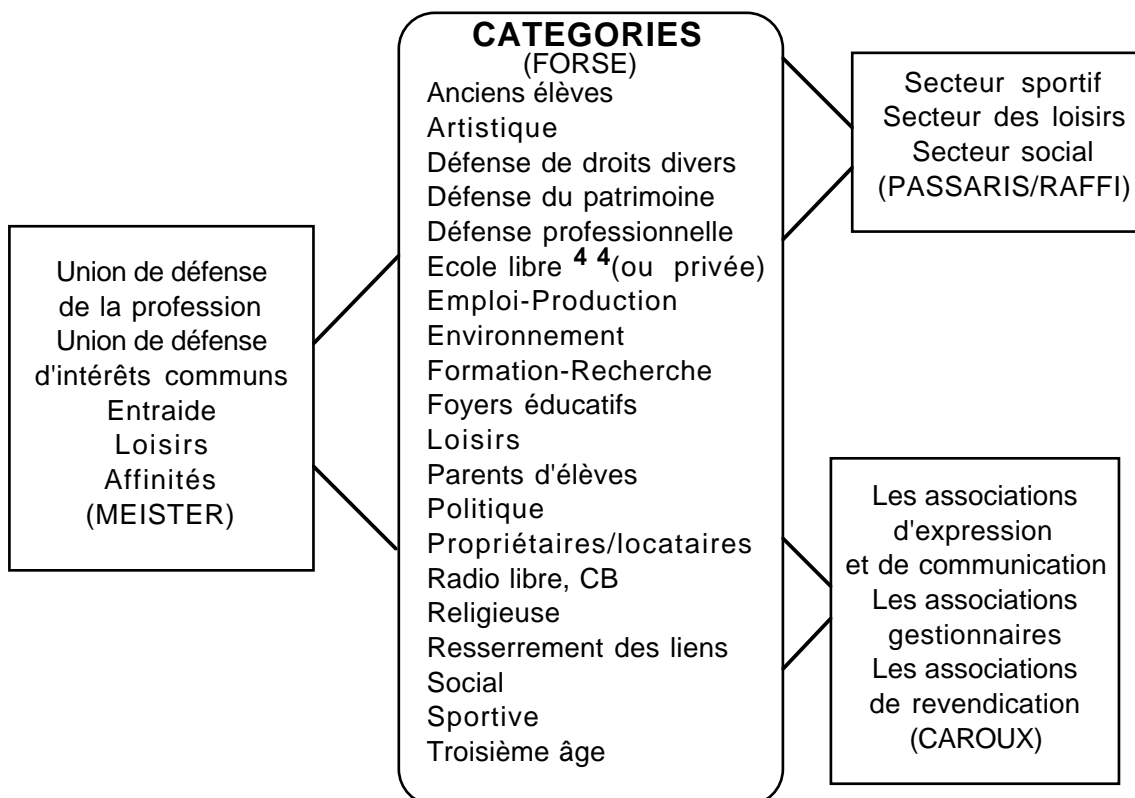 CATEGORIES
(FORSE)
Anciens élèves
Artistique
Défense de droits divers
Défense du patrimoine
Défense professionnelle
Ecole libre 4 4(ou privée)
Emploi-Production
Environnement
Formation-Recherche
Foyers éducatifs
Loisirs
Parents d'élèves
Politique
Propriétaires/locataires
Radio libre, CB
Religieuse
Resserrement des liens
Social
Sportive
Troisième âge
Union de défense
de la profession
Union de défense
d'intérêts communs
Entraide
Loisirs
Affinités
(MEISTER)
Secteur sportif
Secteur des loisirs
Secteur social
(PASSARIS/RAFFI)
Les associations
d'expression
et de communication
Les associations
gestionnaires
Les associations
de revendication
(CAROUX)